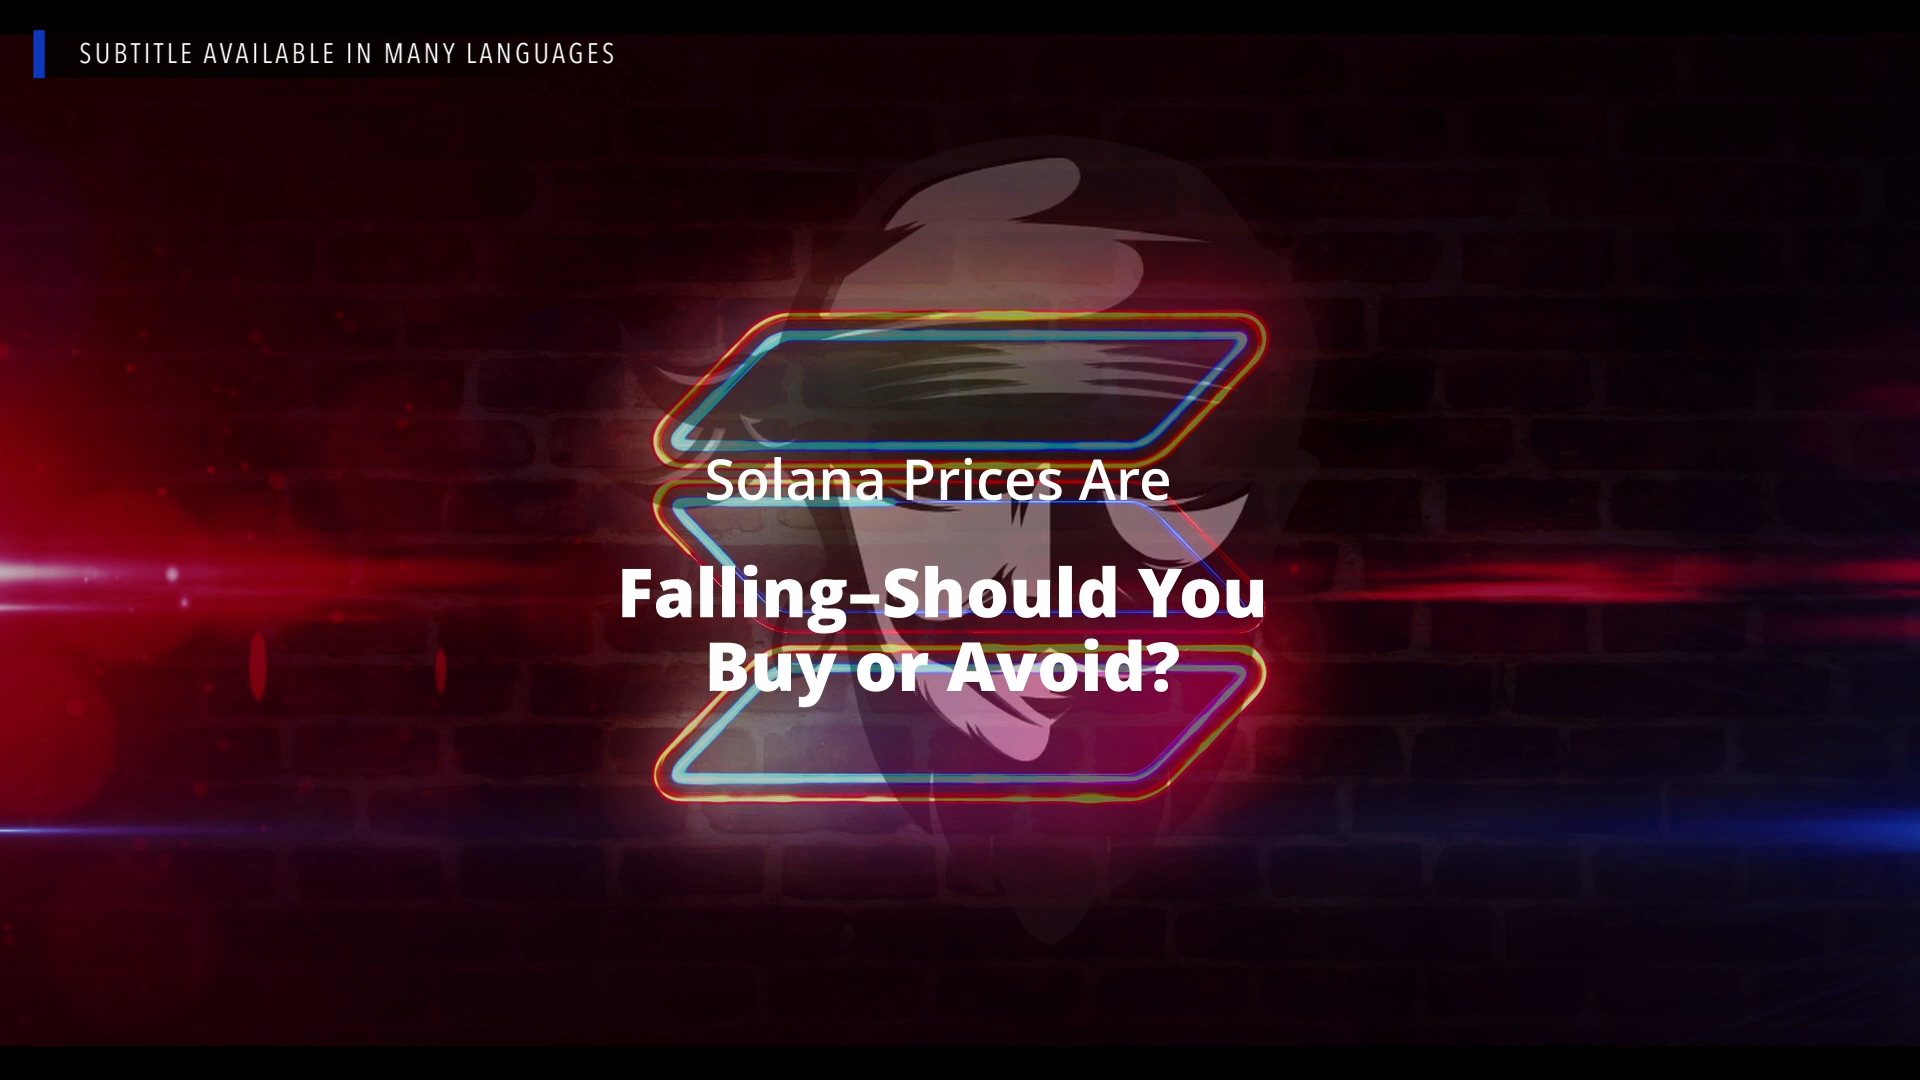 SUBTITLE AVAILABLE IN MANY LANGUAGES
Solana Prices Are
Falling–Should You
Buy or Avoid?